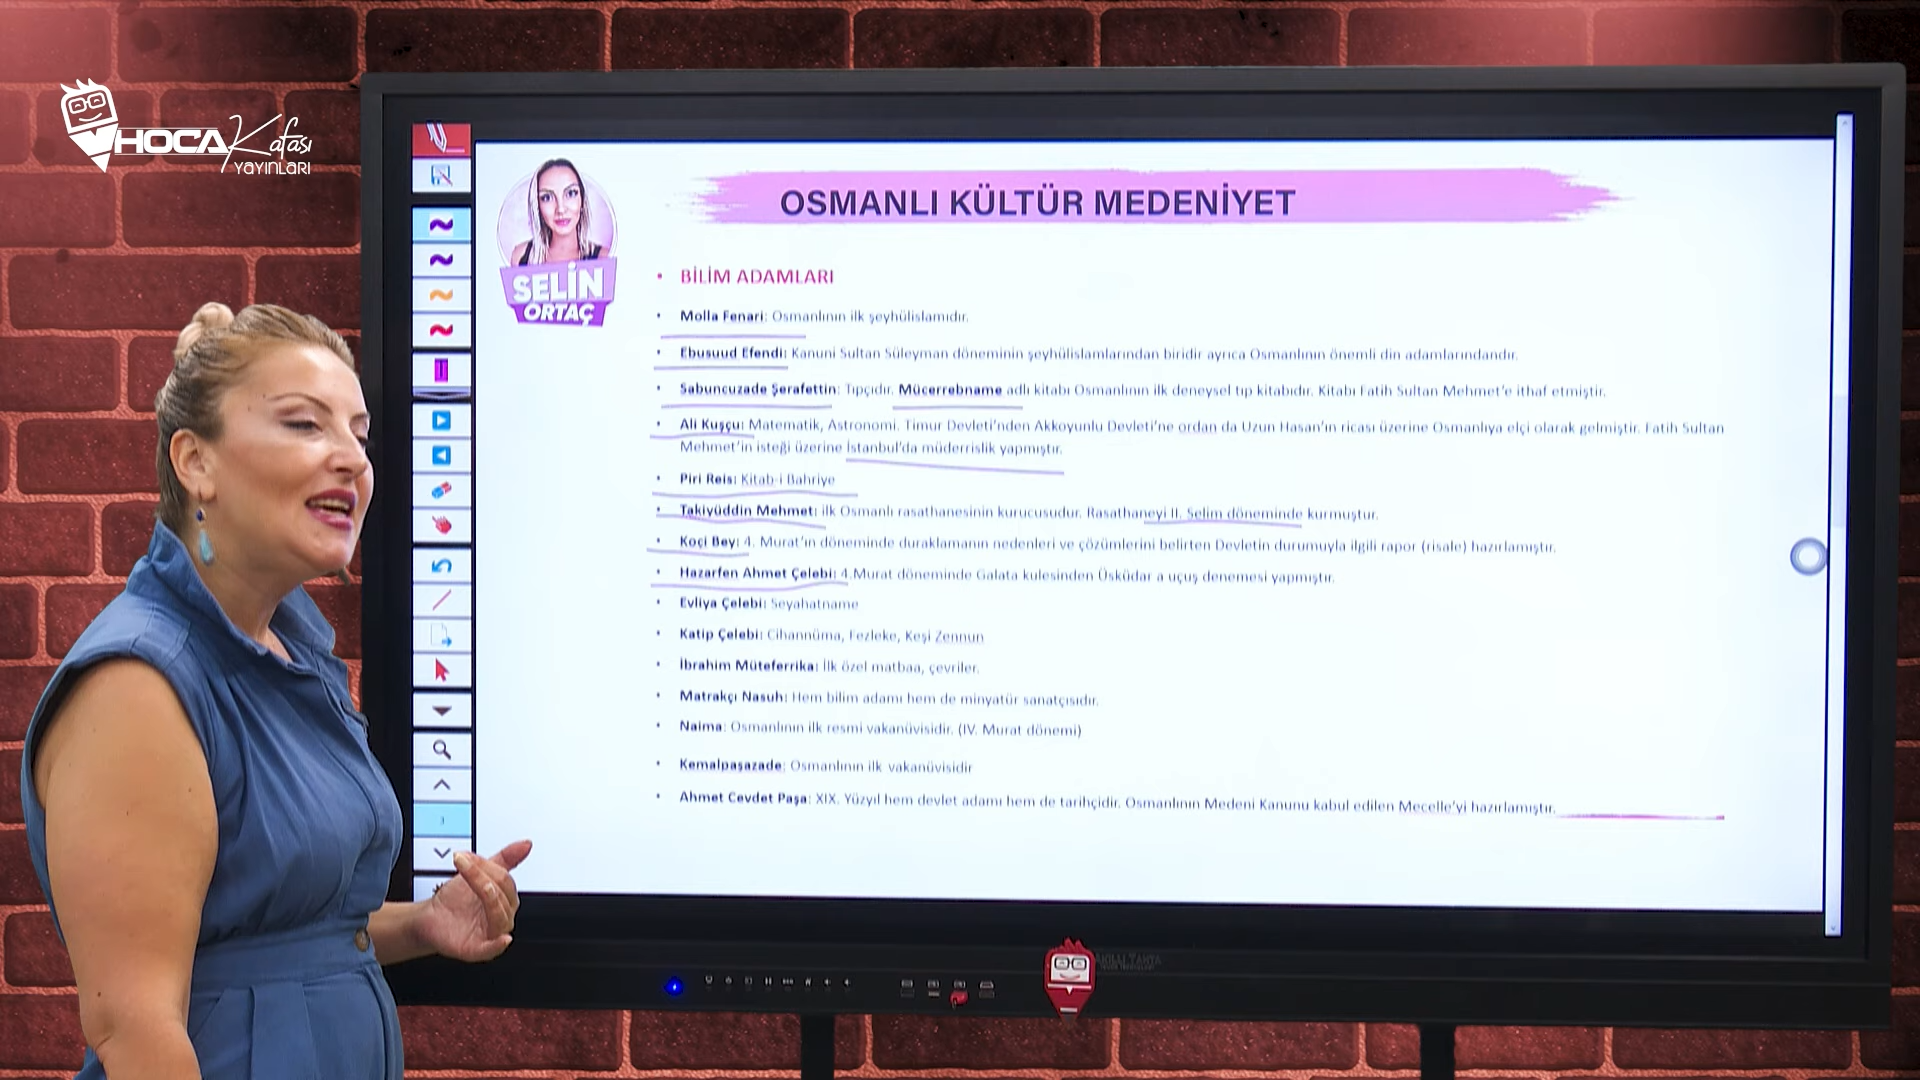 HOCA Kafası
YAYINLARI
OSMANLI KÜLTÜR MEDENİYET
SELİN
ORTAÇ
• BİLİM ADAMLARI
• Molla Fenari: Osmanlının ilk şeyhülislamıdır.
• Ebusuud Efendi: Kanuni Sultan Süleyman döneminin şeyhülislamlarından biridir ayrıca Osmanlının önemli din adamlarındandır.
• Sabuncuzade Şerafettin: Tıpçıdır. Mücerrebname adlı kitabı Osmanlının ilk deneysel tıp kitabıdır. Kitabı Fatih Sultan Mehmet'e ithaf etmiştir.
• Ali Kuşçu: Matematik, Astronomi. Timur Devleti'nden Akkoyunlu Devleti'ne ordan da Uzun Hasan'ın ricası üzerine Osmanlıya elçi olarak gelmiştir. Fatih Sultan
Mehmet'in isteği üzerine İstanbul'da müderrislik yapmıştır.
• Piri Reis: Kitab-i Bahriye
• Takiyüddin Mehmet: ilk Osmanlı rasathanesinin kurucusudur. Rasathaneyi II. Selim döneminde kurmuştur.
• Koçi Bey: 4. Murat'ın döneminde duraklamanın nedenleri ve çözümlerini belirten Devletin durumuyla ilgili rapor (risale) hazırlamıştır.
• Hazarfen Ahmet Çelebi: 4.Murat döneminde Galata kulesinden Üsküdar a uçuş denemesi yapmıştır.
• Evliya Çelebi: Seyahatname
• Katip Çelebi: Cihannüma, Fezleke, Keşi Zennun
• İbrahim Müteferrika: İlk özel matbaa, çevriler.
• Matrakçı Nasuh: Hem bilim adamı hem de minyatür sanatçısıdır.
• Naima: Osmanlının ilk resmi vakanüvisidir. (IV. Murat dönemi)
• Kemalpaşazade: Osmanlının ilk vakanüvisidir
• Ahmet Cevdet Paşa: XIX. Yüzyıl hem devlet adamı hem de tarihçidir. Osmanlının Medeni Kanunu kabul edilen Mecelle'yi hazırlamıştır.
3